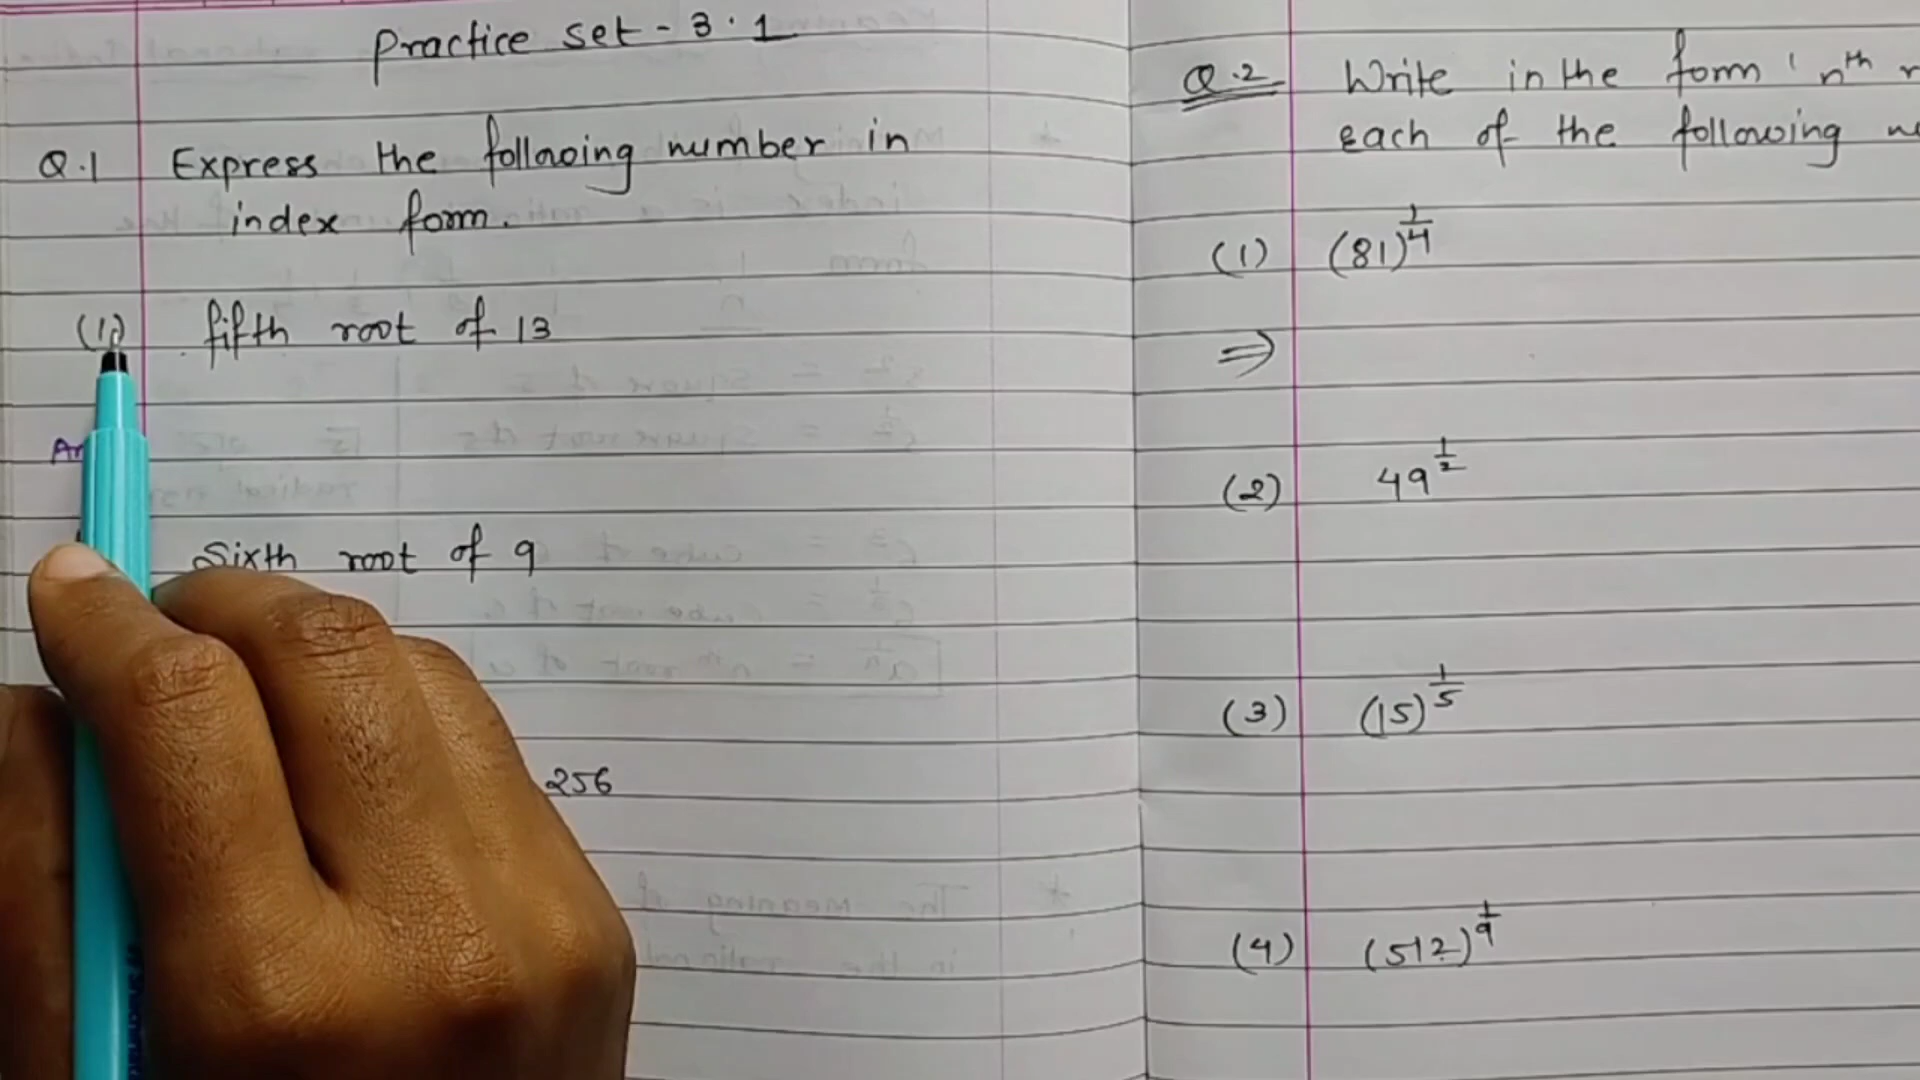 Practice set - 3.1
Q.1 Express the following number in
index form.
(1) fifth root of 13
Sixth root of 9
256
Q.2 Write in the form 'nth
each of the following
(1) (81)^1/4
⇒
(2) 49^1/2
(3) (15)^1/5
(4) (512)^1/9